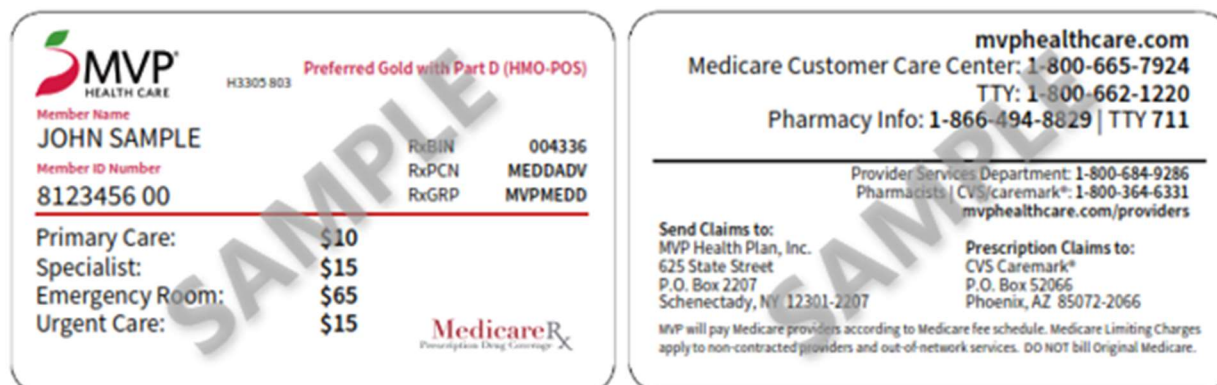 MVP®
HEALTH CARE
H3305 803
Preferred Gold with Part D (HMO-POS)
Member Name
JOHN SAMPLE
Member ID Number
8123456 00
RxBIN 004336
RxPCN MEDDADV
RxGRP MVPMEDD
Primary Care: $10
Specialist: $15
Emergency Room: $65
Urgent Care: $15
MedicareRx
Prescription Drug Coverage
SAMPLE
mvphealthcare.com
Medicare Customer Care Center: 1-800-665-7924
TTY: 1-800-662-1220
Pharmacy Info: 1-866-494-8829 | TTY 711
Provider Services Department: 1-800-684-9286
Pharmacists | CVS/caremark®: 1-800-364-6331
mvphealthcare.com/providers
Send Claims to:
MVP Health Plan, Inc.
625 State Street
P.O. Box 2207
Schenectady, NY 12301-2207
Prescription Claims to:
CVS Caremark®
P.O. Box 52066
Phoenix, AZ 85072-2066
MVP will pay Medicare providers according to Medicare fee schedule. Medicare Limiting Charges
apply to non-contracted providers and out-of-network services. DO NOT bill Original Medicare.
SAMPLE